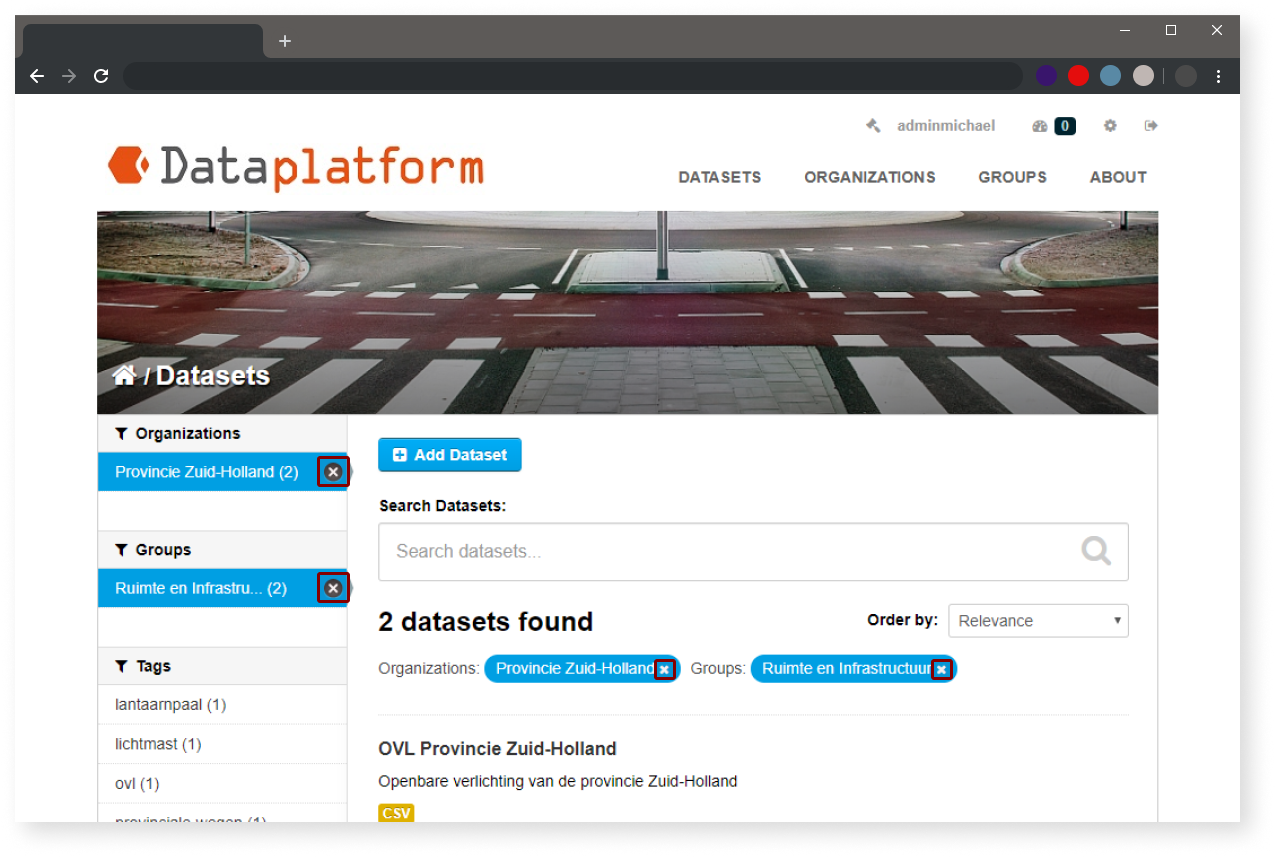 adminmichael 0
Dataplatform
DATASETS ORGANIZATIONS GROUPS ABOUT
/ Datasets
Organizations
Provincie Zuid-Holland (2)
Groups
Ruimte en Infrastru... (2)
Tags
lantaarnpaal (1)
lichtmast (1)
ovl (1)
provinciale wegen (1)
Add Dataset
Search Datasets:
Search datasets...
2 datasets found
Order by: Relevance
Organizations: Provincie Zuid-Holland Groups: Ruimte en Infrastructuur
OVL Provincie Zuid-Holland
Openbare verlichting van de provincie Zuid-Holland
CSV